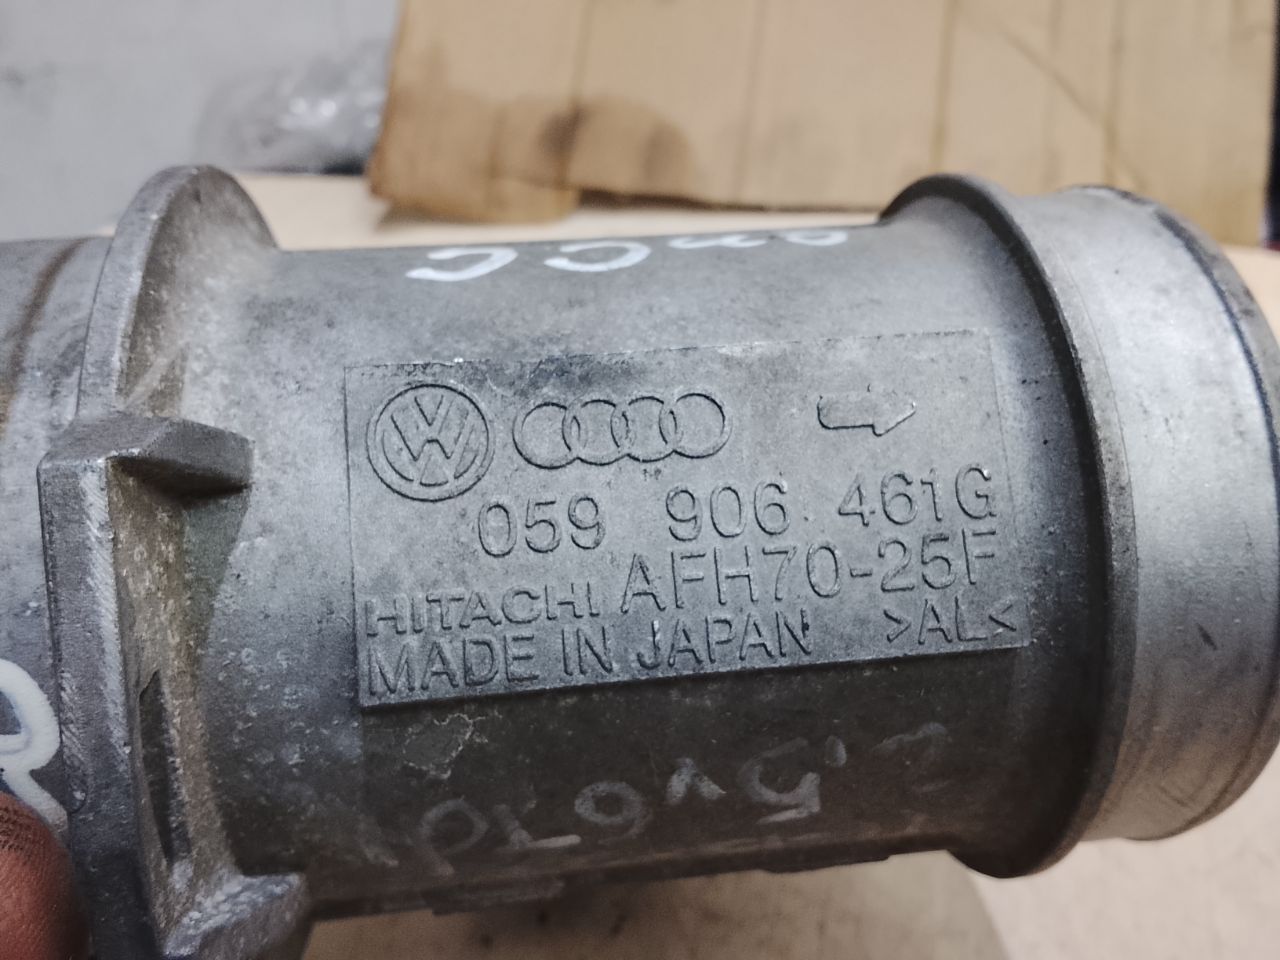 059 906 461G
HITACHI AFH70-25F
MADE IN JAPAN >AL<